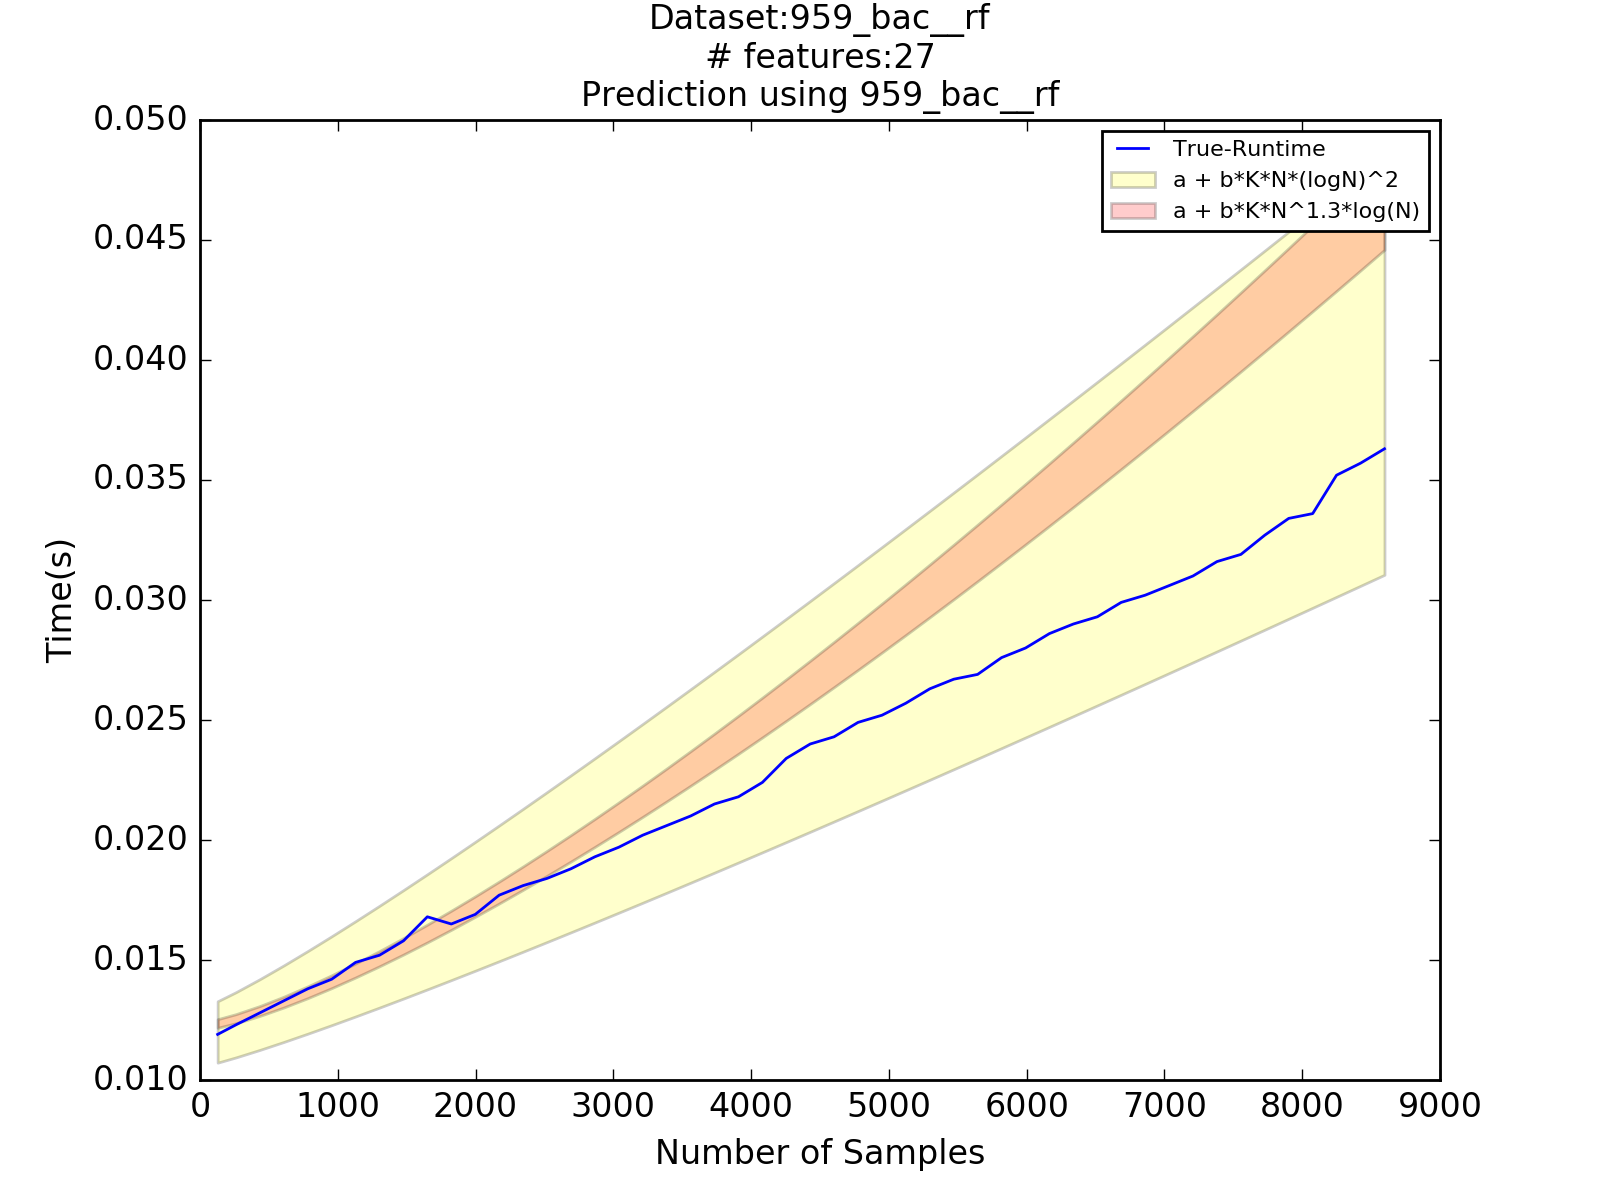 Dataset:959_bac__rf
# features:27
Prediction using 959_bac__rf
0.050
0.045
0.040
0.035
0.030
0.025
0.020
0.015
0.010
Time(s)
True-Runtime
a + b*K*N*(logN)^2
a + b*K*N^1.3*log(N)
0 1000 2000 3000 4000 5000 6000 7000 8000 9000
Number of Samples